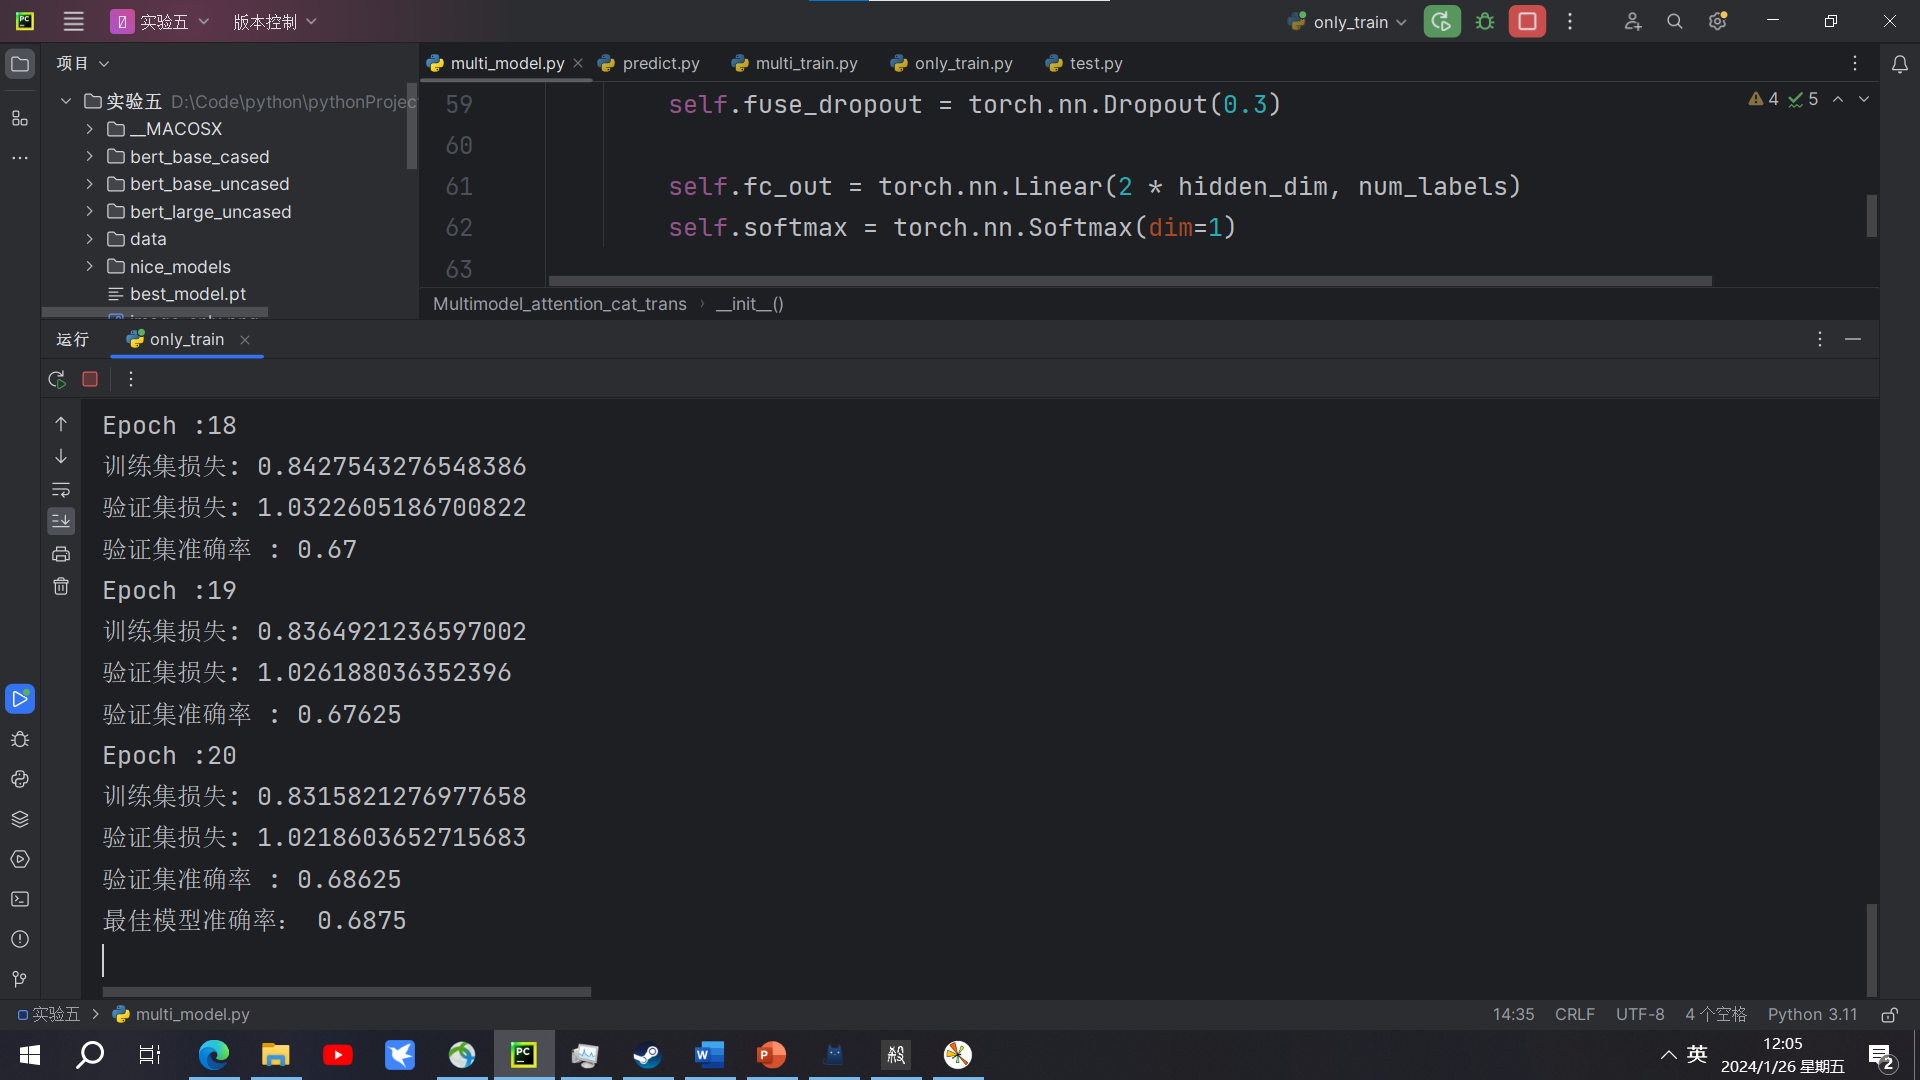 PC
实验五
版本控制
only_train
项目
multi_model.py
predict.py
multi_train.py
only_train.py
test.py
实验五 D:\Code\python\pythonProjec
__MACOSX
bert_base_cased
bert_base_uncased
bert_large_uncased
data
nice_models
best_model.pt
59 self.fuse_dropout = torch.nn.Dropout(0.3)
60
61 self.fc_out = torch.nn.Linear(2 * hidden_dim, num_labels)
62 self.softmax = torch.nn.Softmax(dim=1)
63
4 5
Multimodel_attention_cat_trans › __init__()
运行
only_train
Epoch :18
训练集损失: 0.8427543276548386
验证集损失: 1.0322605186700822
验证集准确率 : 0.67
Epoch :19
训练集损失: 0.8364921236597002
验证集损失: 1.026188036352396
验证集准确率 : 0.67625
Epoch :20
训练集损失: 0.8315821276977658
验证集损失: 1.0218603652715683
验证集准确率 : 0.68625
最佳模型准确率： 0.6875
实验五 > multi_model.py
14:35 CRLF UTF-8 4 个空格 Python 3.11
PC
W
P
英
12:05
2024/1/26 星期五
2